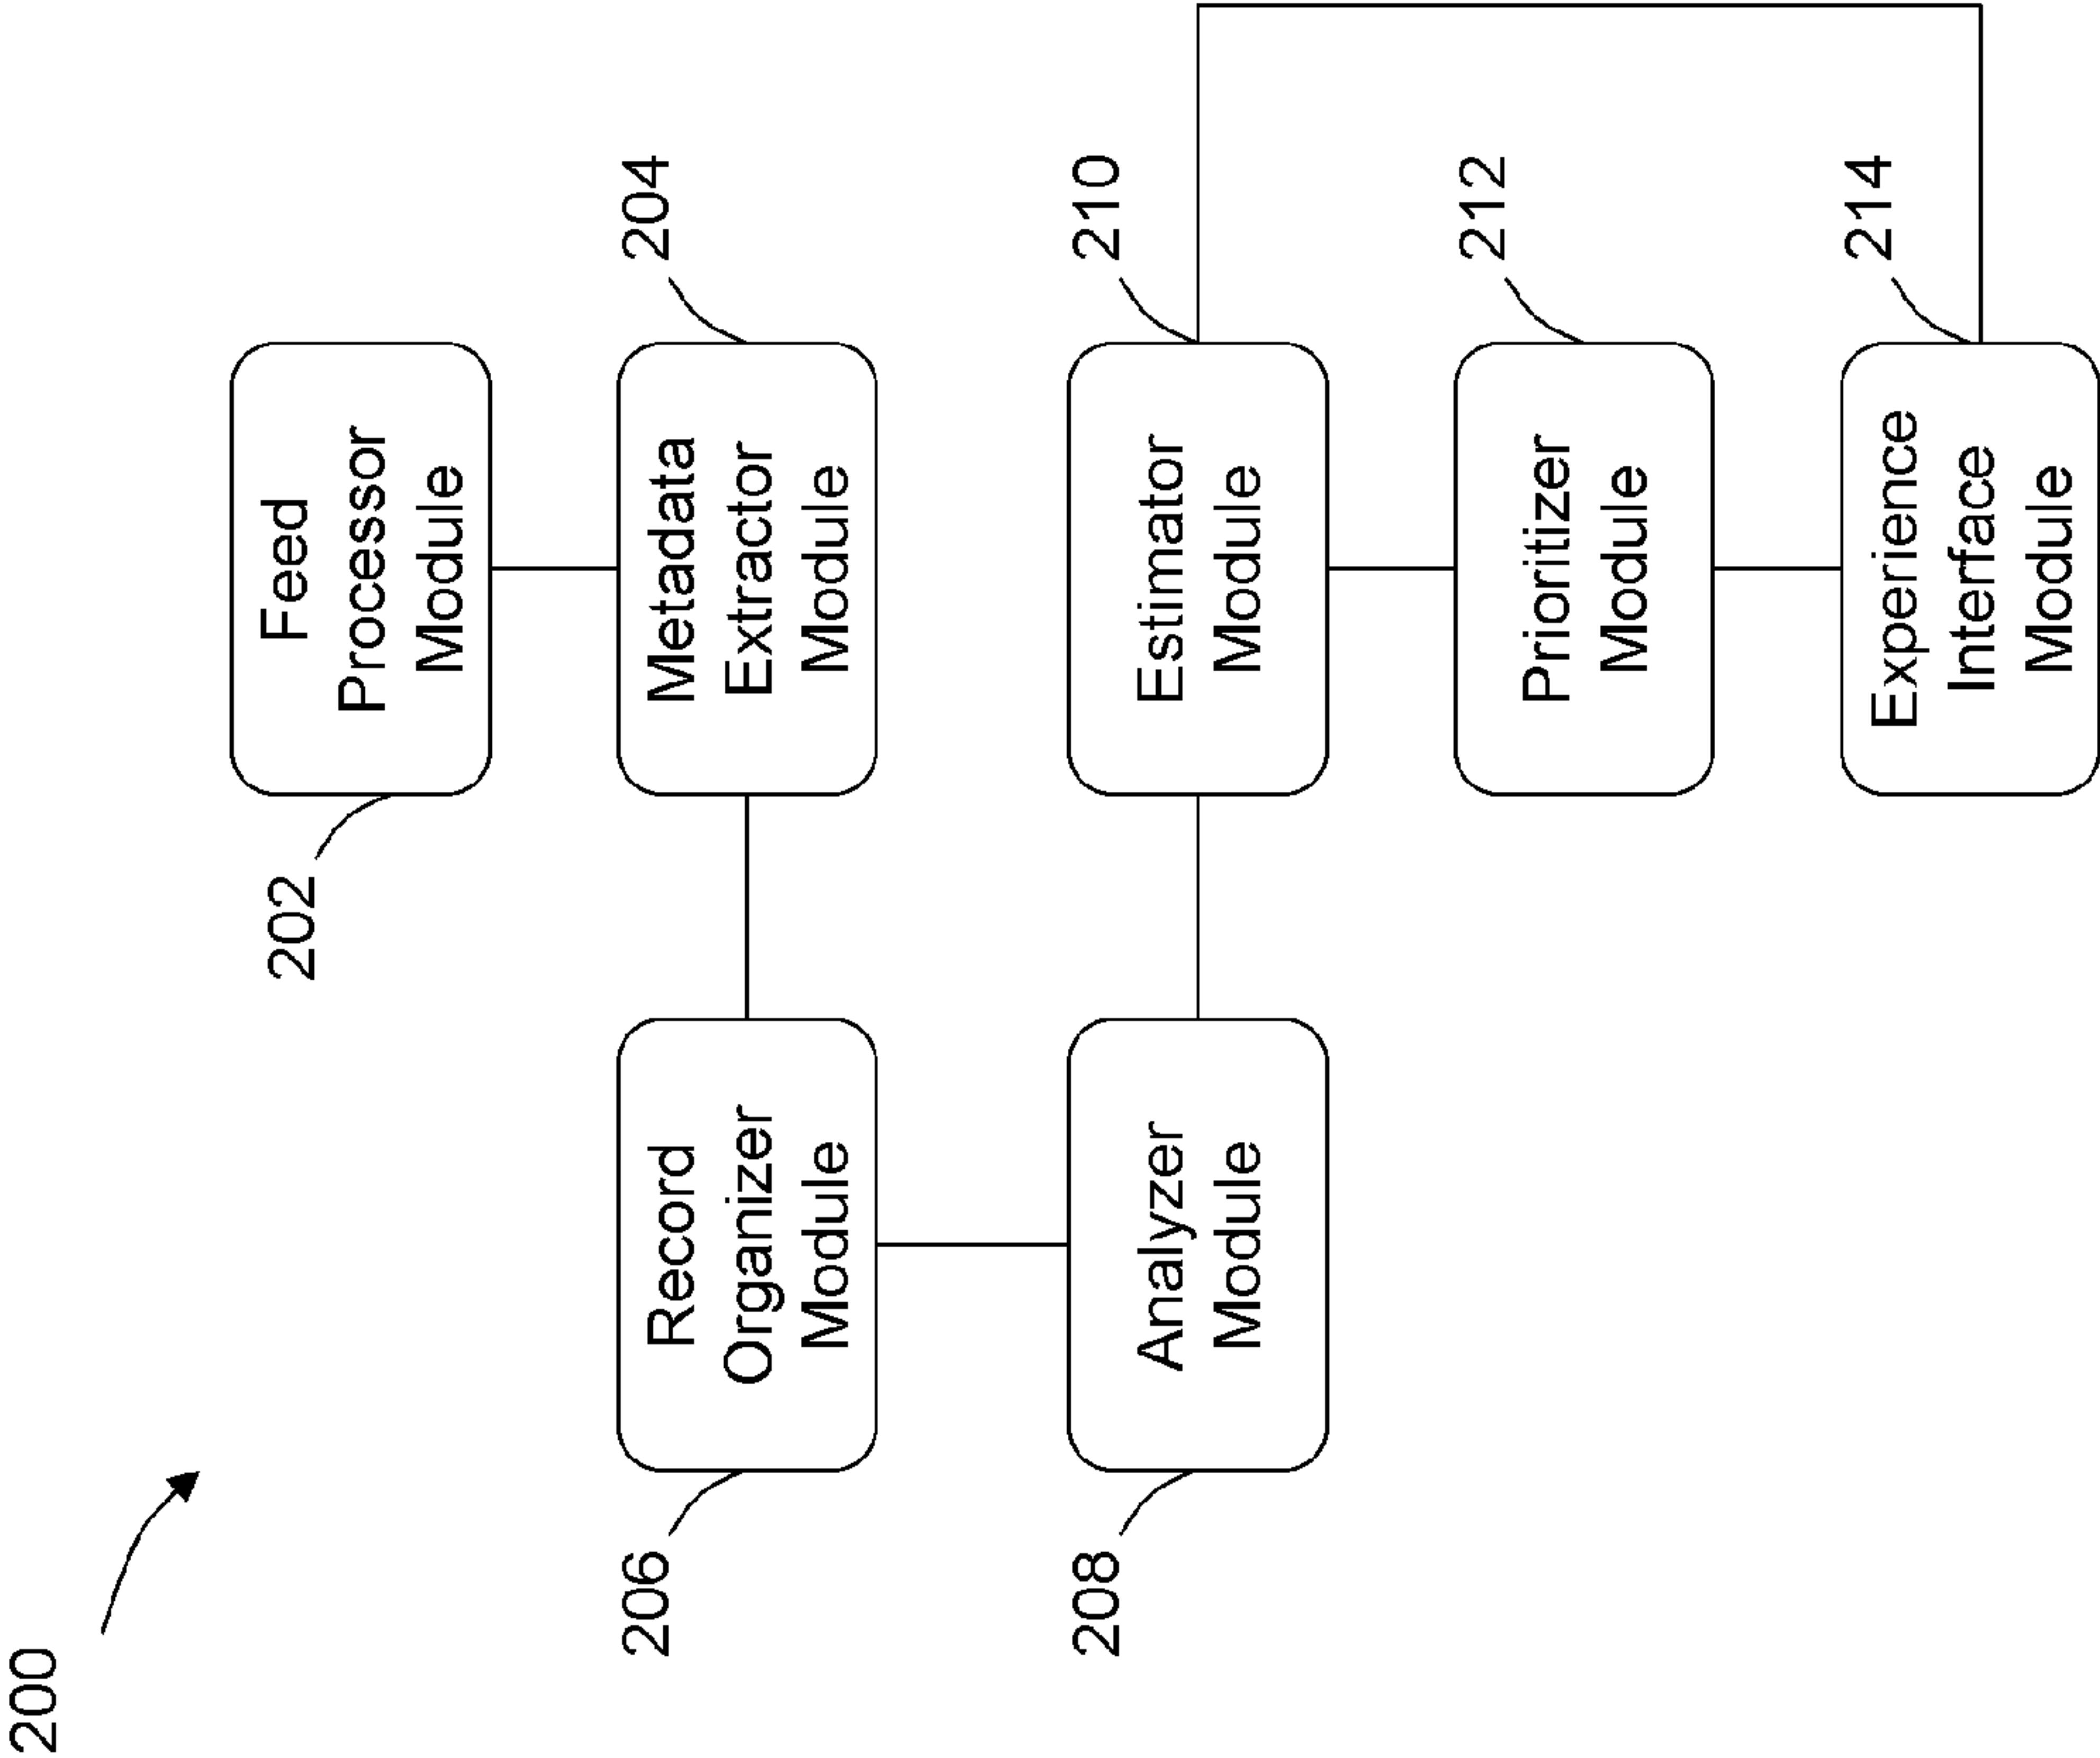 200
202
Feed
Processor
Module
204
Metadata
Extractor
Module
206
Record
Organizer
Module
208
Analyzer
Module
210
Estimator
Module
212
Prioritizer
Module
214
Experience
Interface
Module